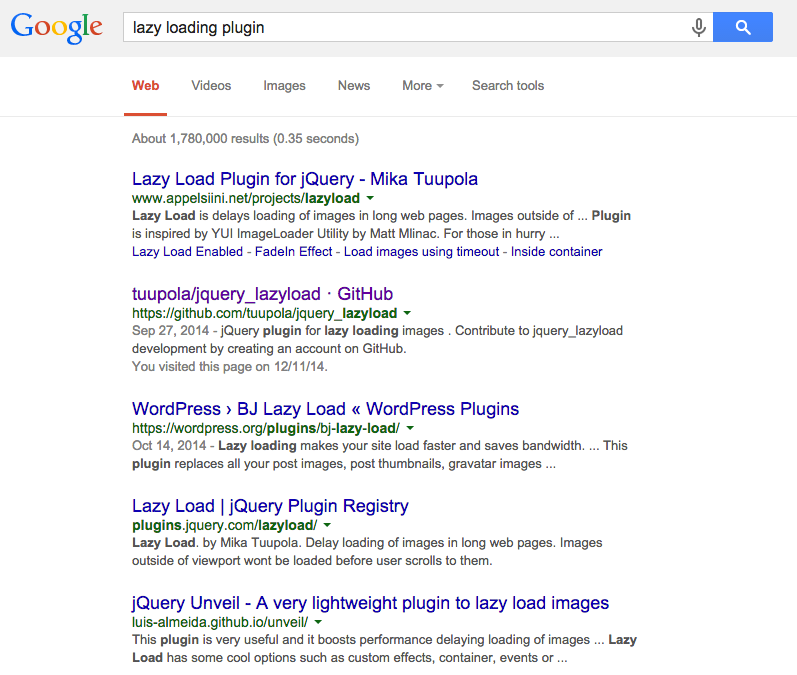 Google lazy loading plugin
Web Videos Images News More Search tools
About 1,780,000 results (0.35 seconds)
Lazy Load Plugin for jQuery - Mika Tuupola
www.appelsiini.net/projects/lazyload
Lazy Load is delays loading of images in long web pages. Images outside of ... Plugin
is inspired by YUI ImageLoader Utility by Matt Mlinac. For those in hurry ...
Lazy Load Enabled - FadeIn Effect - Load images using timeout - Inside container
tuupola/jquery_lazyload · GitHub
https://github.com/tuupola/jquery_lazyload
Sep 27, 2014 - jQuery plugin for lazy loading images . Contribute to jquery_lazyload
development by creating an account on GitHub.
You visited this page on 12/11/14.
WordPress › BJ Lazy Load « WordPress Plugins
https://wordpress.org/plugins/bj-lazy-load/
Oct 14, 2014 - Lazy loading makes your site load faster and saves bandwidth. ... This
plugin replaces all your post images, post thumbnails, gravatar images ...
Lazy Load | jQuery Plugin Registry
plugins.jquery.com/lazyload/
Lazy Load. by Mika Tuupola. Delay loading of images in long web pages. Images
outside of viewport wont be loaded before user scrolls to them.
jQuery Unveil - A very lightweight plugin to lazy load images
luis-almeida.github.io/unveil/
This plugin is very useful and it boosts performance delaying loading of images ... Lazy
Load has some cool options such as custom effects, container, events or ...